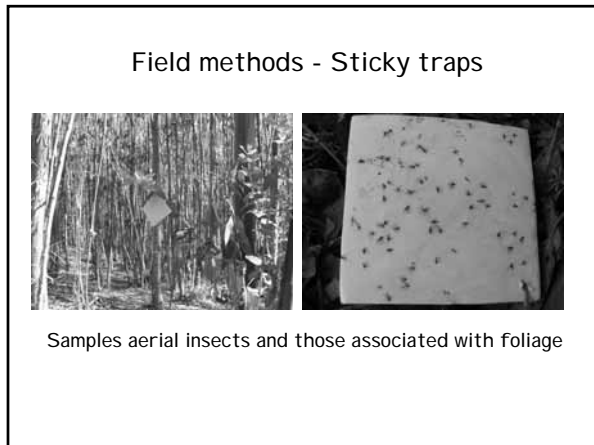 Field methods - Sticky traps
Samples aerial insects and those associated with foliage